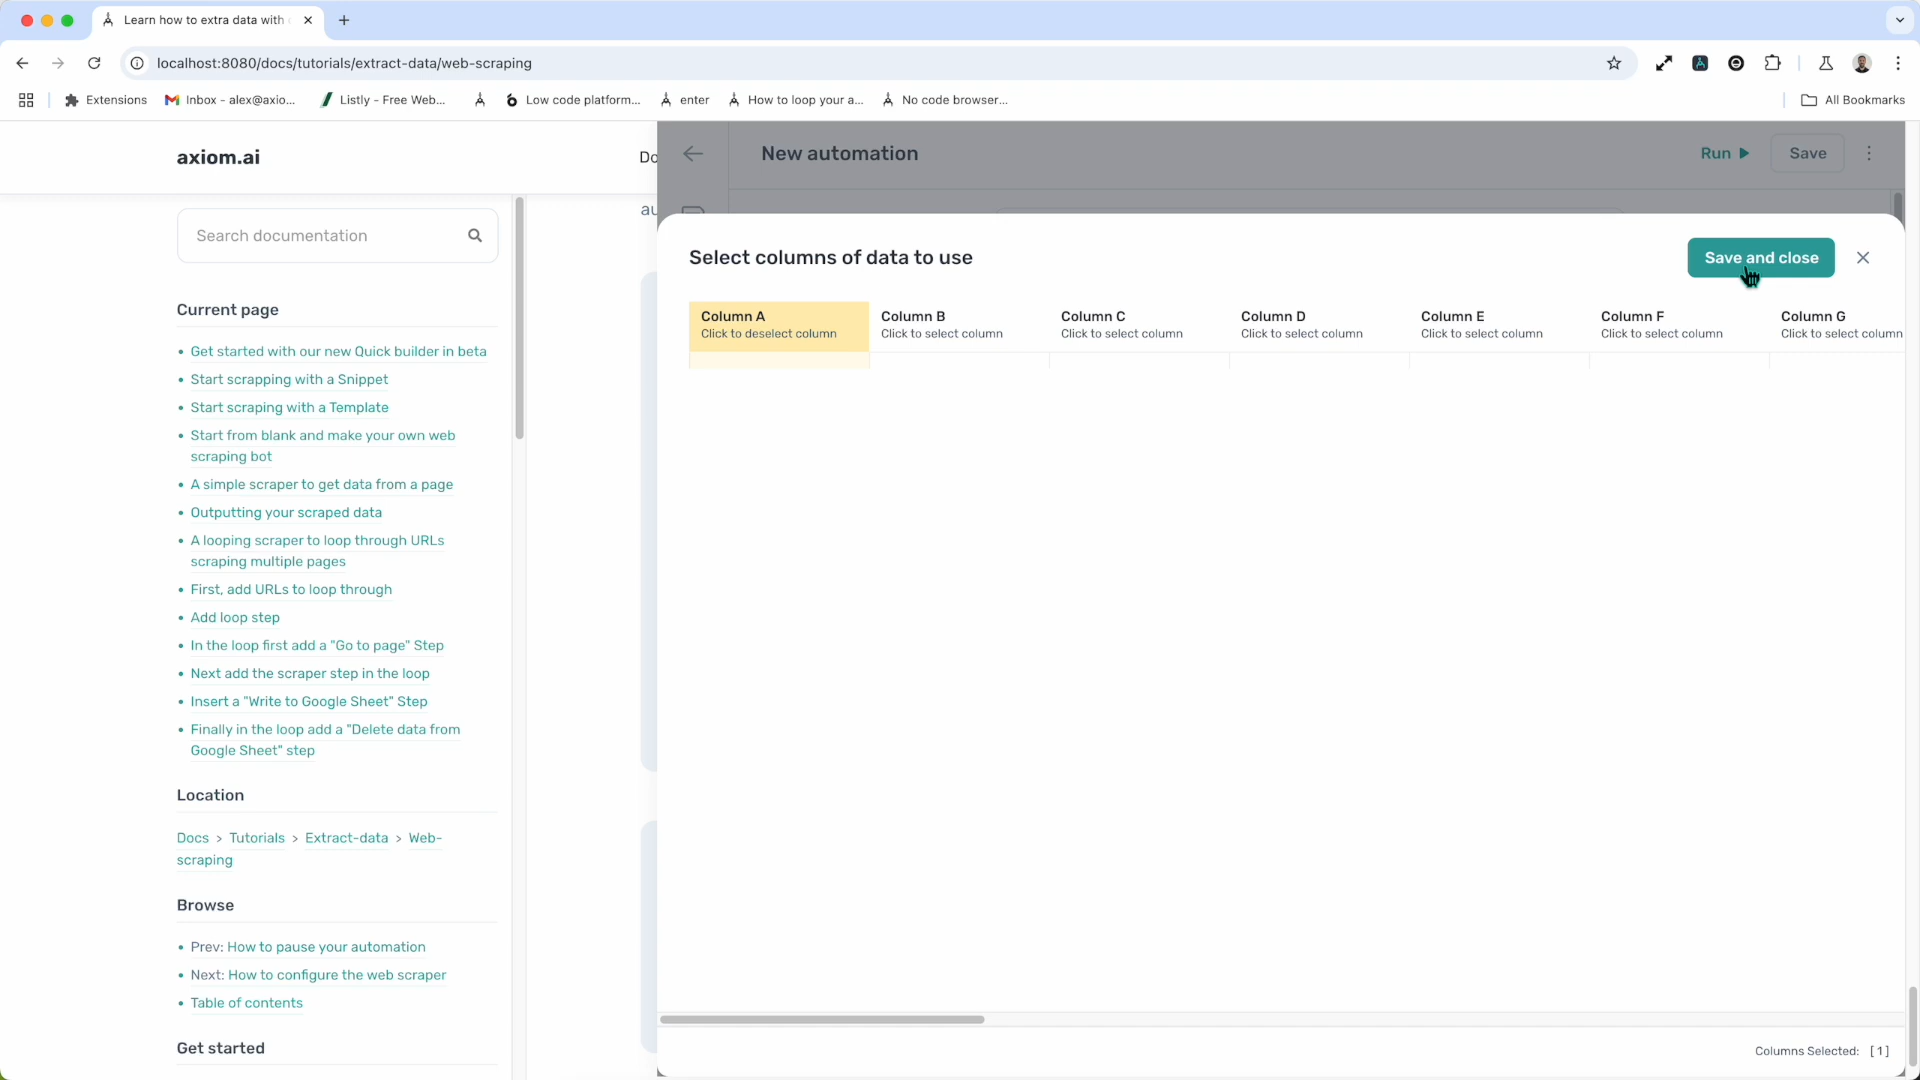 Learn how to extra data with
localhost:8080/docs/tutorials/extract-data/web-scraping
Extensions
Inbox - alex@axio...
Listly - Free Web...
Low code platform...
enter
How to loop your a...
No code browser...
All Bookmarks
axiom.ai
Do
New automation
Run
Save
Search documentation
au
Current page
• Get started with our new Quick builder in beta
• Start scrapping with a Snippet
• Start scraping with a Template
• Start from blank and make your own web
scraping bot
• A simple scraper to get data from a page
• Outputting your scraped data
• A looping scraper to loop through URLs
scraping multiple pages
• First, add URLs to loop through
• Add loop step
• In the loop first add a "Go to page" Step
• Next add the scraper step in the loop
• Insert a "Write to Google Sheet" Step
• Finally in the loop add a "Delete data from
Google Sheet" step
Location
Docs > Tutorials > Extract-data > Web-
scraping
Browse
• Prev: How to pause your automation
• Next: How to configure the web scraper
• Table of contents
Get started
Select columns of data to use
Save and close
Column A
Click to deselect column
Column B
Click to select column
Column C
Click to select column
Column D
Click to select column
Column E
Click to select column
Column F
Click to select column
Column G
Click to select column
Columns Selected: [ 1 ]